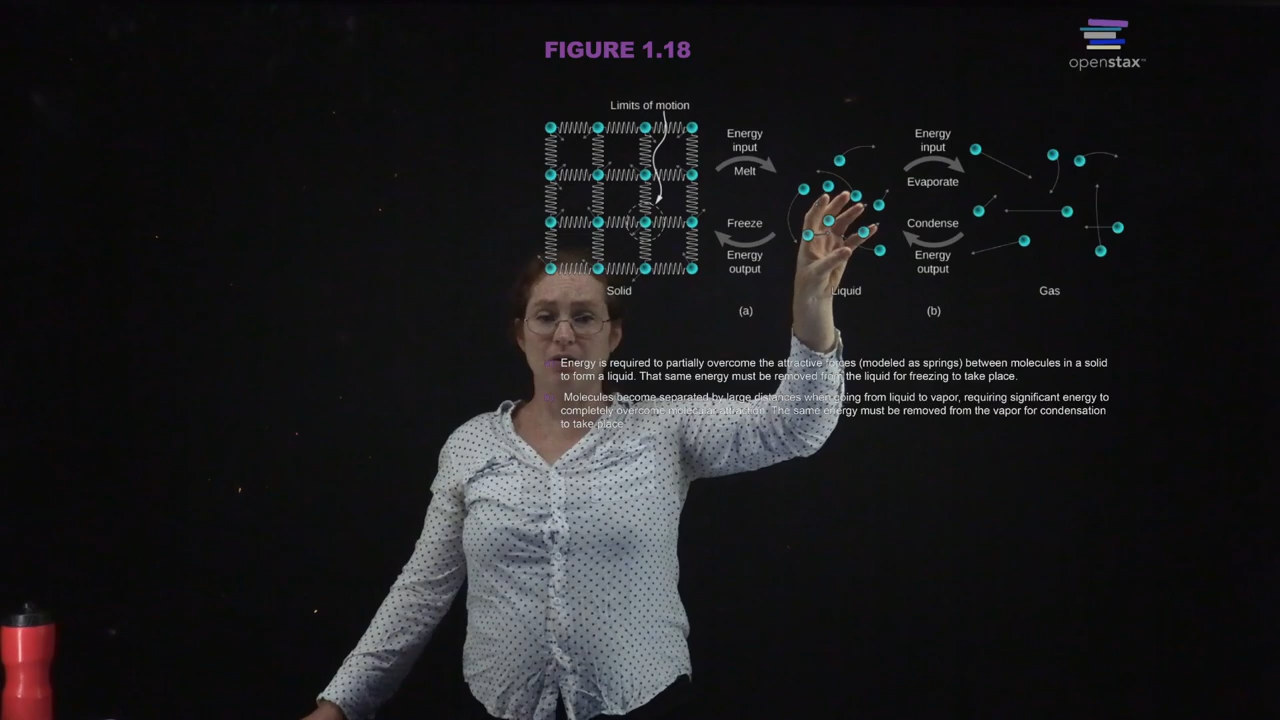 FIGURE 1.18
openstax™
Limits of motion
Energy
input
Melt
Freeze
Energy
output
Solid
(a)
Energy
input
Evaporate
Condense
Energy
output
Liquid
(b)
Gas
Energy is required to partially overcome the attractive forces (modeled as springs) between molecules in a solid
to form a liquid. That same energy must be removed from the liquid for freezing to take place.
Molecules become separated by large distances when going from liquid to vapor, requiring significant energy to
completely overcome molecular attraction. The same energy must be removed from the vapor for condensation
to take place.